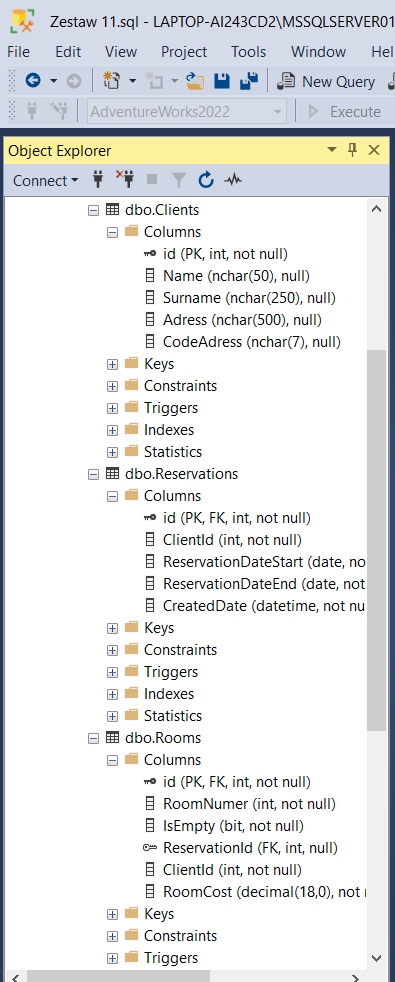 Zestaw 11.sql - LAPTOP-AI243CD2\MSSQLSERVER01
File Edit View Project Tools Window Hel
New Query
AdventureWorks2022 Execute
Object Explorer
Connect
dbo.Clients
Columns
id (PK, int, not null)
Name (nchar(50), null)
Surname (nchar(250), null)
Adress (nchar(500), null)
CodeAdress (nchar(7), null)
Keys
Constraints
Triggers
Indexes
Statistics
dbo.Reservations
Columns
id (PK, FK, int, not null)
ClientId (int, not null)
ReservationDateStart (date, no
ReservationDateEnd (date, not
CreatedDate (datetime, not nu
Keys
Constraints
Triggers
Indexes
Statistics
dbo.Rooms
Columns
id (PK, FK, int, not null)
RoomNumer (int, not null)
IsEmpty (bit, not null)
ReservationId (FK, int, null)
ClientId (int, not null)
RoomCost (decimal(18,0), not
Keys
Constraints
Triggers